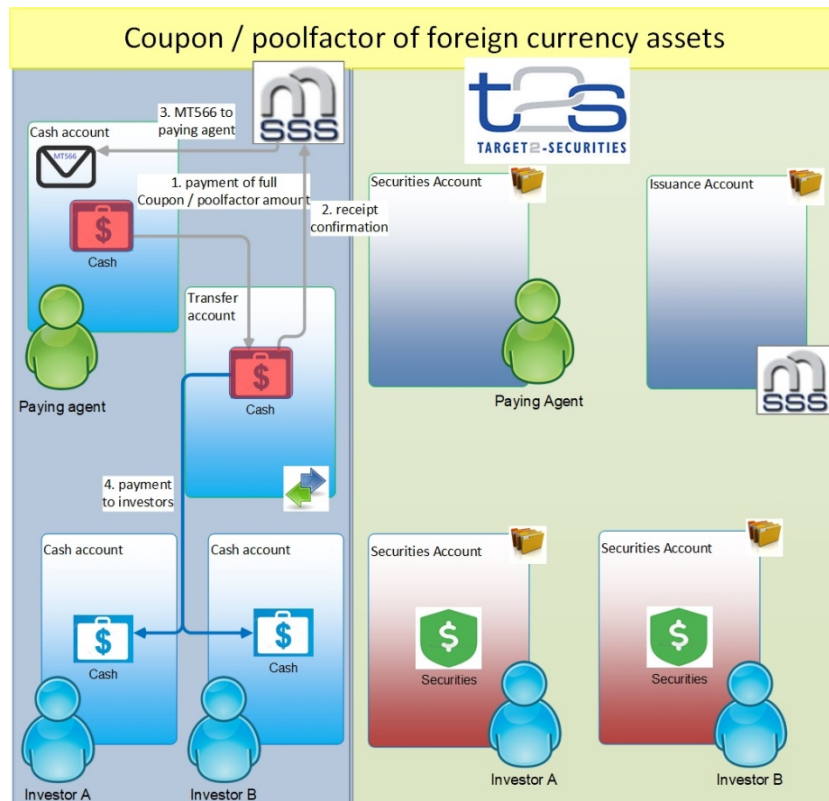 Coupon / poolfactor of foreign currency assets
SSS
3. MT566 to
paying agent
Cash account
MT566
1. payment of full
Coupon / poolfactor amount
2. receipt
confirmation
Cash
Transfer
account
Cash
Paying agent
4. payment
to investors
Cash account
Cash account
Cash
Cash
Investor A
Investor B
t2s
TARGET2-SECURITIES
Securities Account
Issuance Account
Paying Agent
SSS
Securities Account
Securities Account
Securities
Securities
Investor A
Investor B